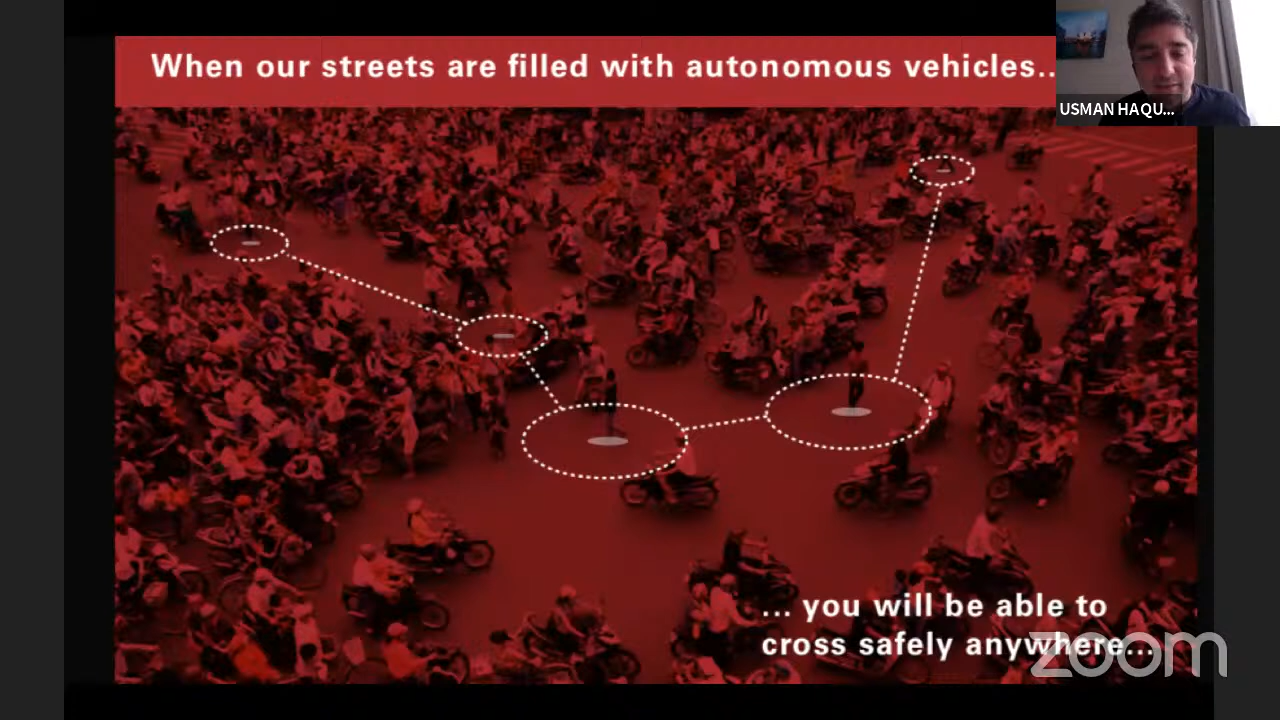 When our streets are filled with autonomous vehicles..
USMAN HAQU...
... you will be able to
cross safely anywhere...
zoom